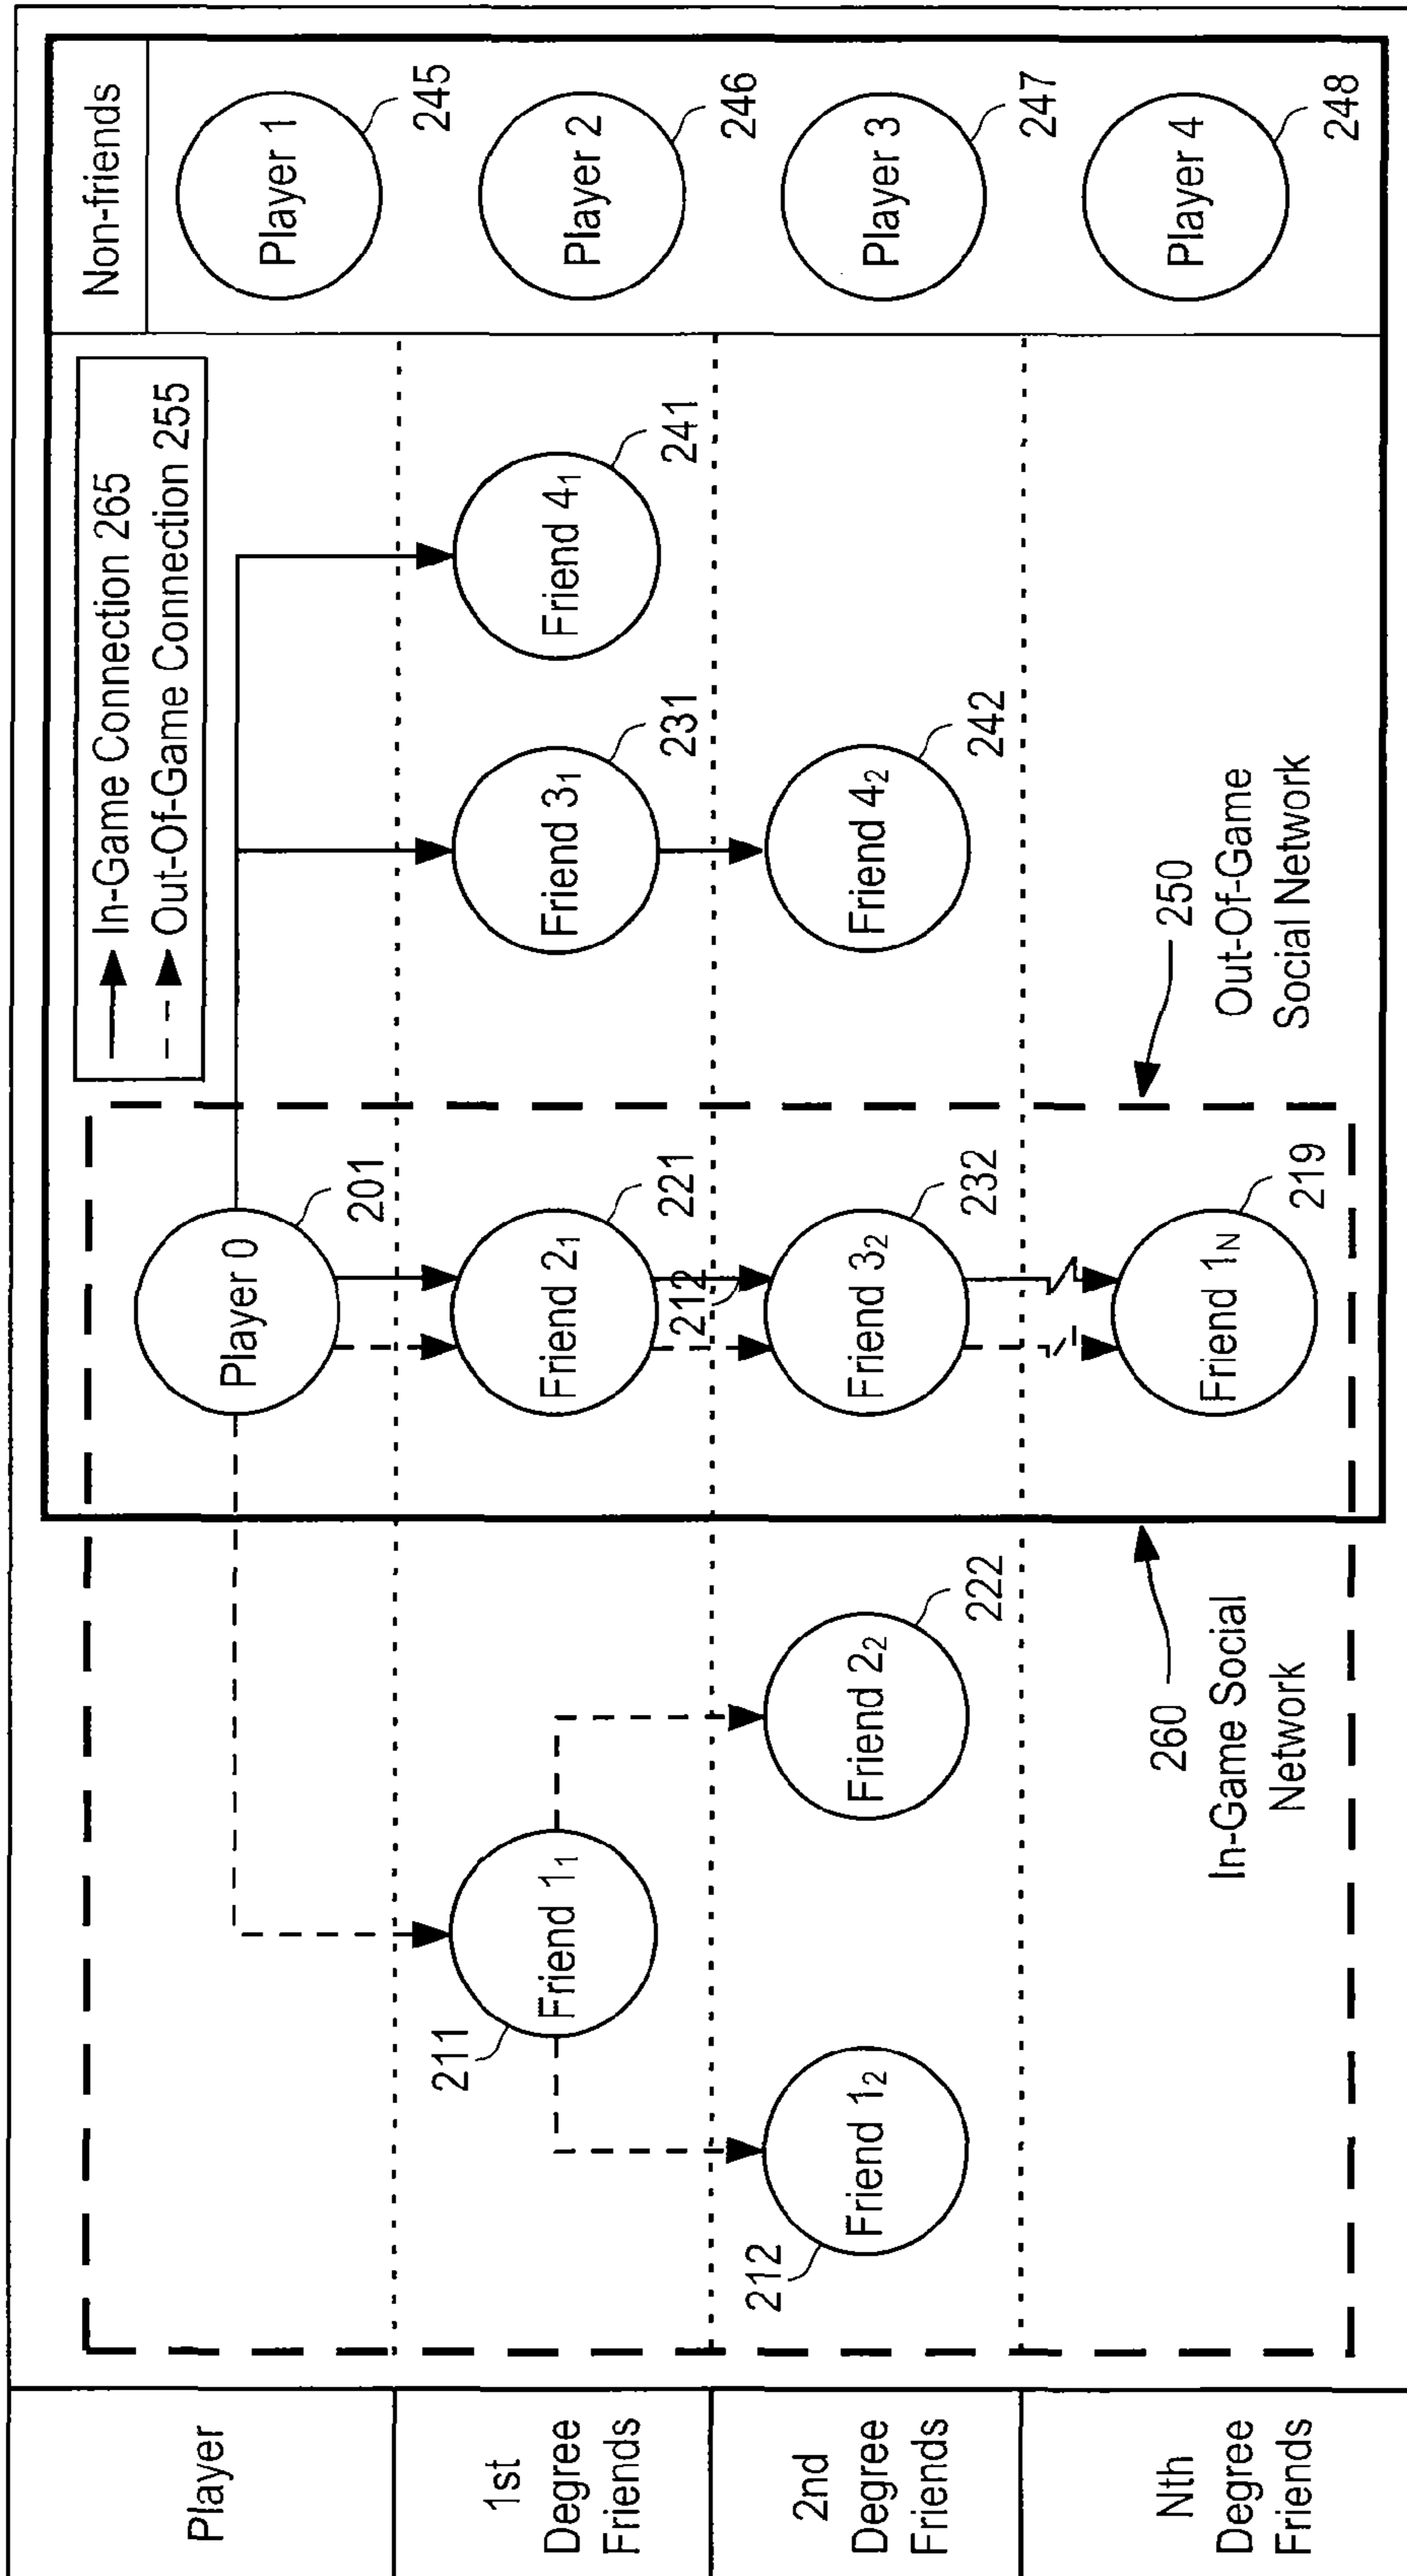 Player
1st
Degree
Friends
2nd
Degree
Friends
Nth
Degree
Friends
In-Game Connection 265
Out-Of-Game Connection 255
Non-friends
Player 0
201
Player 1
245
211
Friend 1₁
Friend 2₁
221
212
Friend 3₁
231
Friend 4₁
241
Player 2
246
212
Friend 1₂
Friend 2₂
222
Friend 3₂
232
Friend 4₂
242
Player 3
247
260
In-Game Social
Network
Friend 1N
219
250
Out-Of-Game
Social Network
Player 4
248